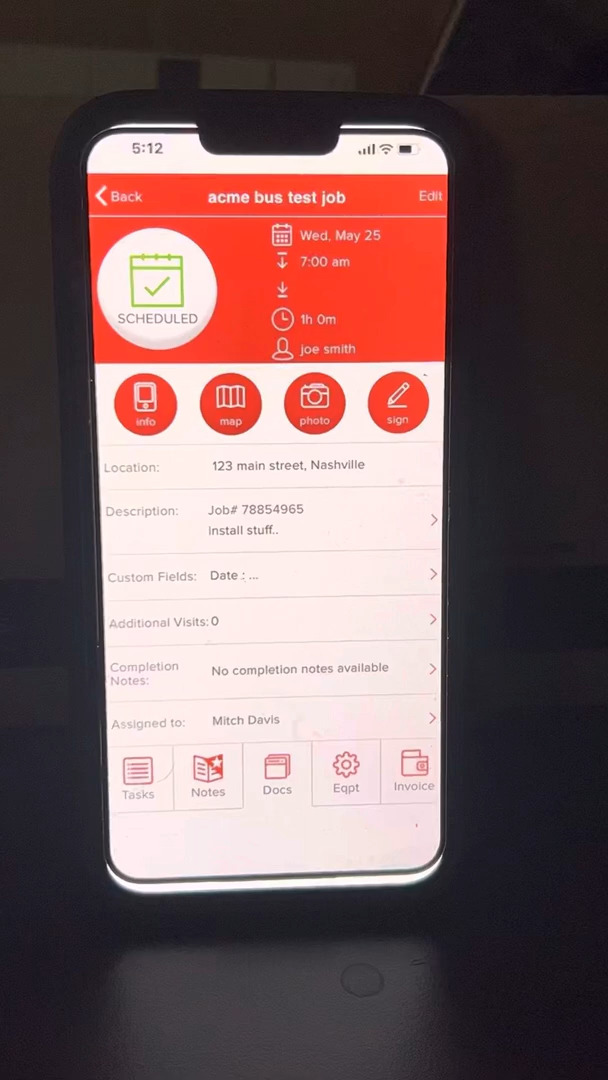 5:12
Back acme bus test job Edit
Wed, May 25
7:00 am
1h 0m
joe smith
SCHEDULED
info map photo sign
Location: 123 main street, Nashville
Description: Job# 78854965
Install stuff..
Custom Fields: Date : ...
Additional Visits: 0
Completion
Notes: No completion notes available
Assigned to: Mitch Davis
Tasks Notes Docs Eqpt Invoice